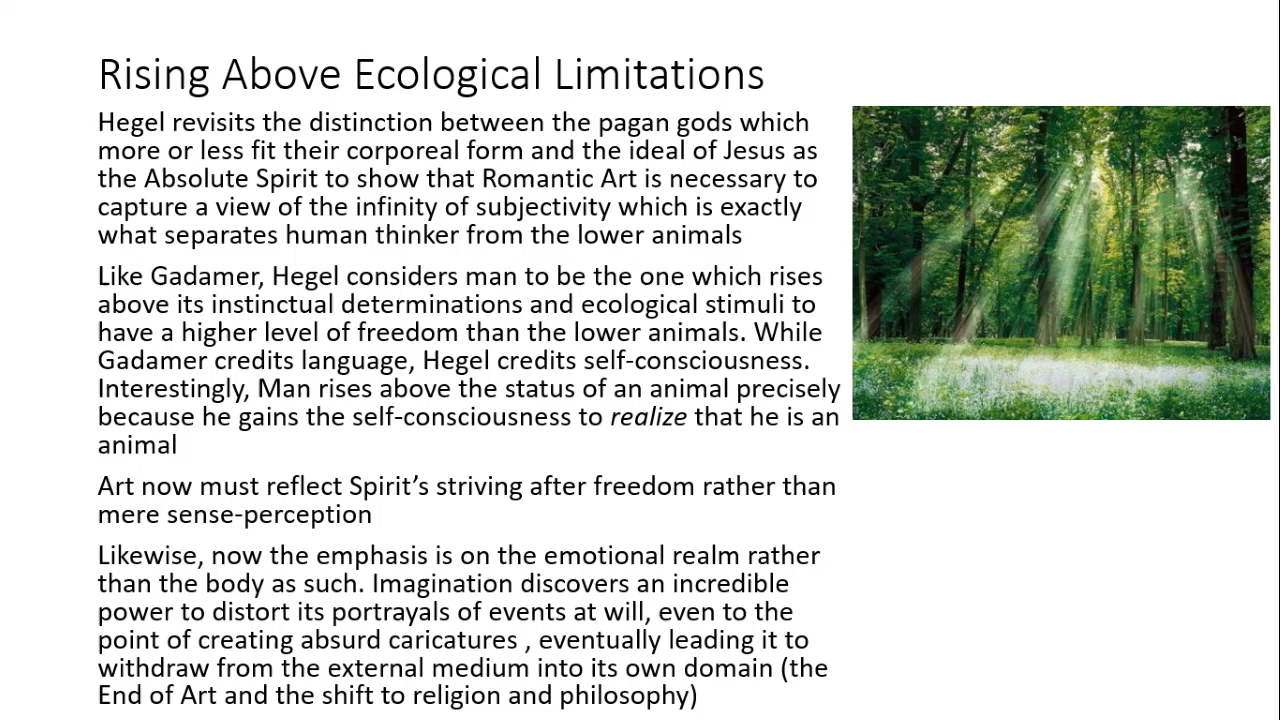 Rising Above Ecological Limitations
Hegel revisits the distinction between the pagan gods which
more or less fit their corporeal form and the ideal of Jesus as
the Absolute Spirit to show that Romantic Art is necessary to
capture a view of the infinity of subjectivity which is exactly
what separates human thinker from the lower animals
Like Gadamer, Hegel considers man to be the one which rises
above its instinctual determinations and ecological stimuli to
have a higher level of freedom than the lower animals. While
Gadamer credits language, Hegel credits self-consciousness.
Interestingly, Man rises above the status of an animal precisely
because he gains the self-consciousness to realize that he is an
animal
Art now must reflect Spirit’s striving after freedom rather than
mere sense-perception
Likewise, now the emphasis is on the emotional realm rather
than the body as such. Imagination discovers an incredible
power to distort its portrayals of events at will, even to the
point of creating absurd caricatures , eventually leading it to
withdraw from the external medium into its own domain (the
End of Art and the shift to religion and philosophy)